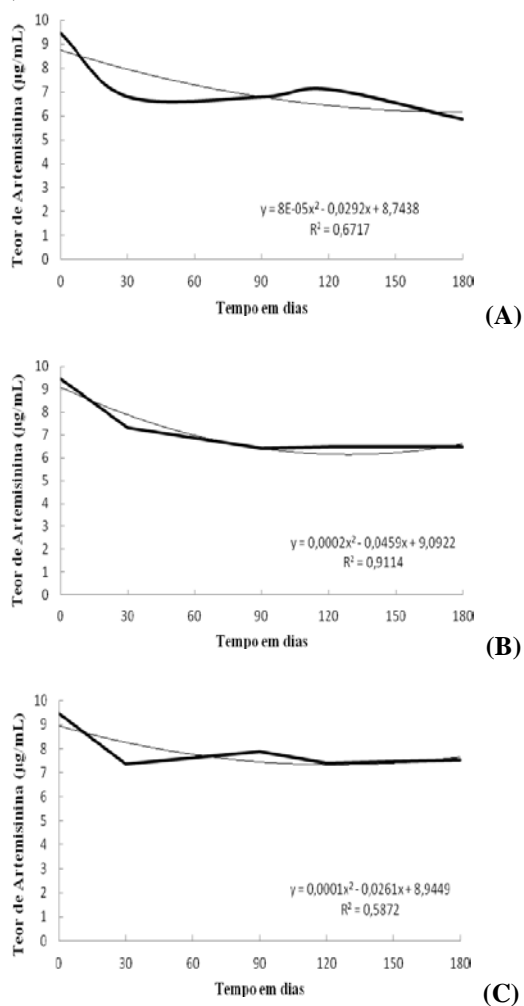 Teor de Artemisinina (µg/mL)
10
9
8
7
6
5
4
3
2
1
0
y = 8E-05x² - 0,0292x + 8,7438
R² = 0,6717
0 30 60 90 120 150 180
Tempo em dias
(A)
Teor de Artemisinina (µg/mL)
10
9
8
7
6
5
4
3
2
1
0
y = 0,0002x² - 0,0459x + 9,0922
R² = 0,9114
0 30 60 90 120 150 180
Tempo em dias
(B)
Teor de Artemisinina (µg/mL)
10
9
8
7
6
5
4
3
2
1
0
y = 0,0001x² - 0,0261x + 8,9449
R² = 0,5872
0 30 60 90 120 150 180
Tempo em dias
(C)